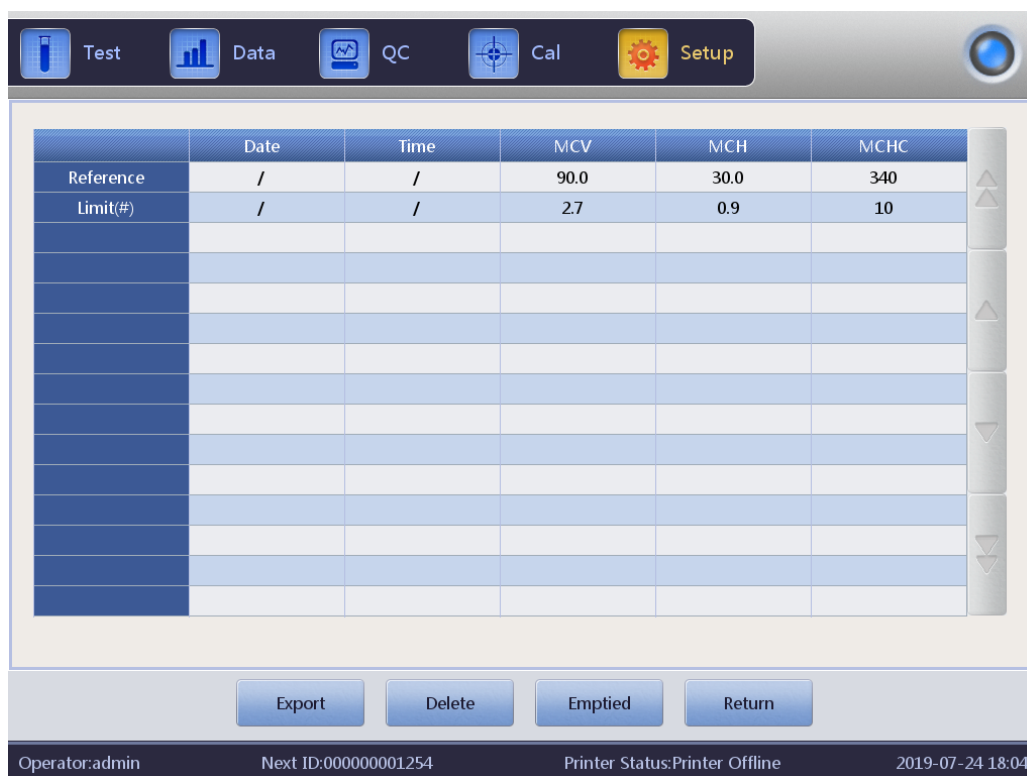 Test Data QC Cal Setup
Date Time MCV MCH MCHC
Reference / / 90.0 30.0 340
Limit(#) / / 2.7 0.9 10
Export Delete Emptied Return
Operator:admin Next ID:000000001254 Printer Status:Printer Offline 2019-07-24 18:04